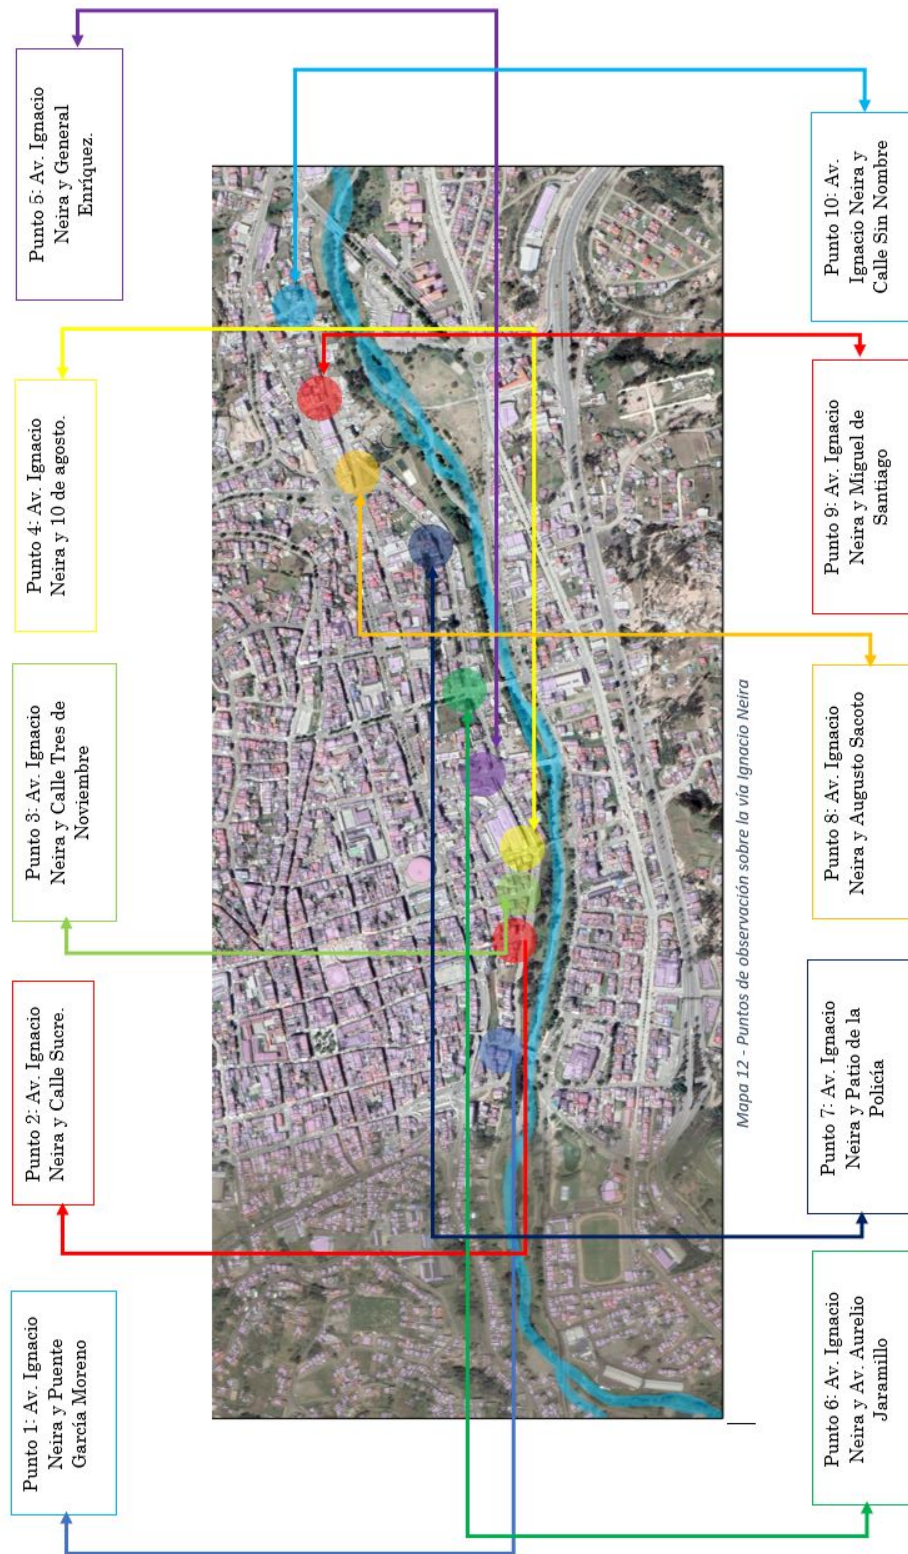 Punto 1: Av. Ignacio
Neira y Puente
García Moreno
Punto 2: Av. Ignacio
Neira y Calle Sucre.
Punto 3: Av. Ignacio
Neira y Calle Tres de
Noviembre
Punto 4: Av. Ignacio
Neira y 10 de agosto.
Punto 5: Av. Ignacio
Neira y General
Enríquez.
Mapa 12 - Puntos de observación sobre la vía Ignacio Neira
Punto 6: Av. Ignacio
Neira y Av. Aurelio
Jaramillo
Punto 7: Av. Ignacio
Neira y Patio de la
Policía
Punto 8: Av. Ignacio
Neira y Augusto Sacoto
Punto 9: Av. Ignacio
Neira y Miguel de
Santiago
Punto 10: Av.
Ignacio Neira y
Calle Sin Nombre